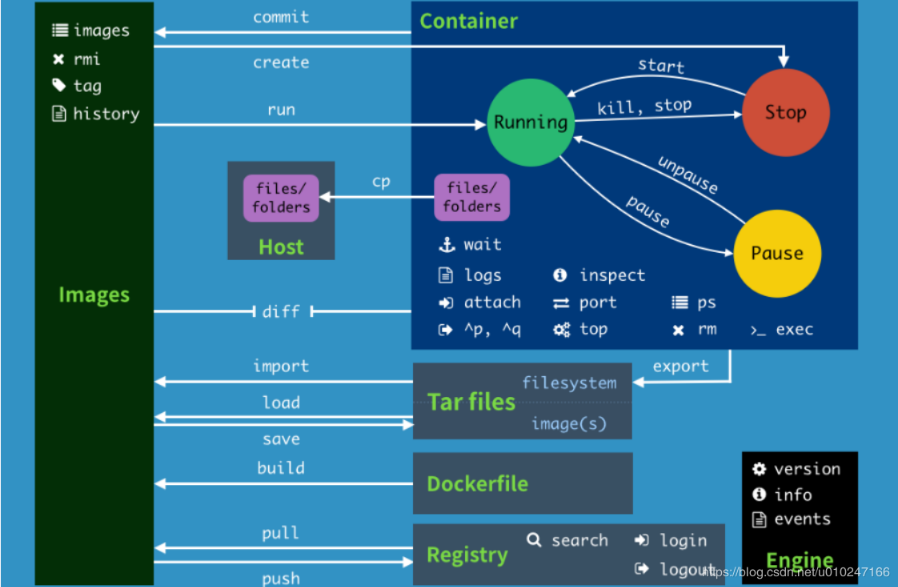 commit
Container
images
rmi
create
start
tag
history
run
Running
kill, stop
Stop
unpause
files/
folders
cp
files/
folders
pause
Host
wait
Pause
logs
inspect
Images
attach
port
ps
diff
^p, ^q
top
rm
>_ exec
import
filesystem
export
load
Tar files
image(s)
save
build
Dockerfile
version
info
events
pull
search
login
Registry
logout
Engine
push
https://blog.csdn.net/u010247166